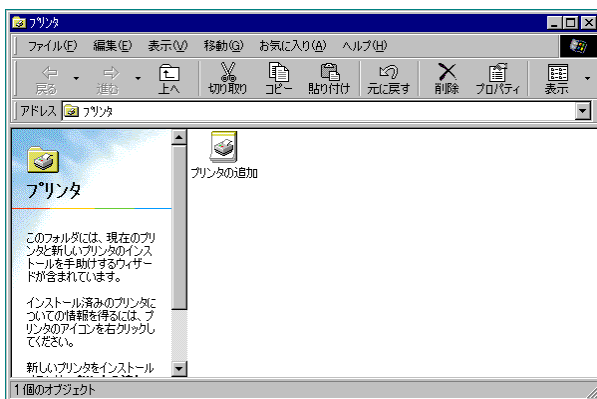 プリンタ
ファイル(F) 編集(E) 表示(V) 移動(G) お気に入り(A) ヘルプ(H)
戻る 進む 上へ 切り取り コピー 貼り付け 元に戻す 削除 プロパティ 表示
アドレス プリンタ
プリンタの追加
プリンタ
このフォルダには、現在のプリ
ンタと新しいプリンタのインス
トールを手助けするウィザー
ドが含まれています。
インストール済みのプリンタに
ついての情報を得るには、プ
リンタのアイコンを右クリックし
てください。
新しいプリンタをインストール
1 個のオブジェクト